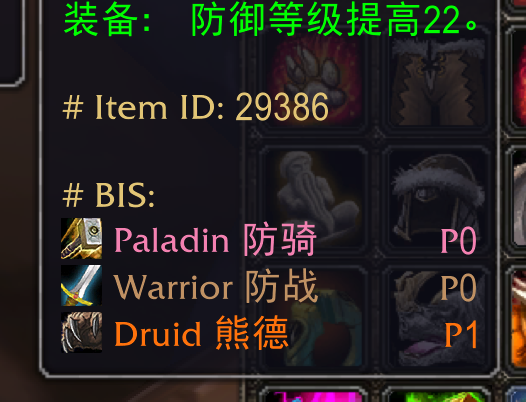 装备： 防御等级提高22。
# Item ID: 29386
# BIS:
Paladin 防骑 P0
Warrior 防战 P0
Druid 熊德 P1